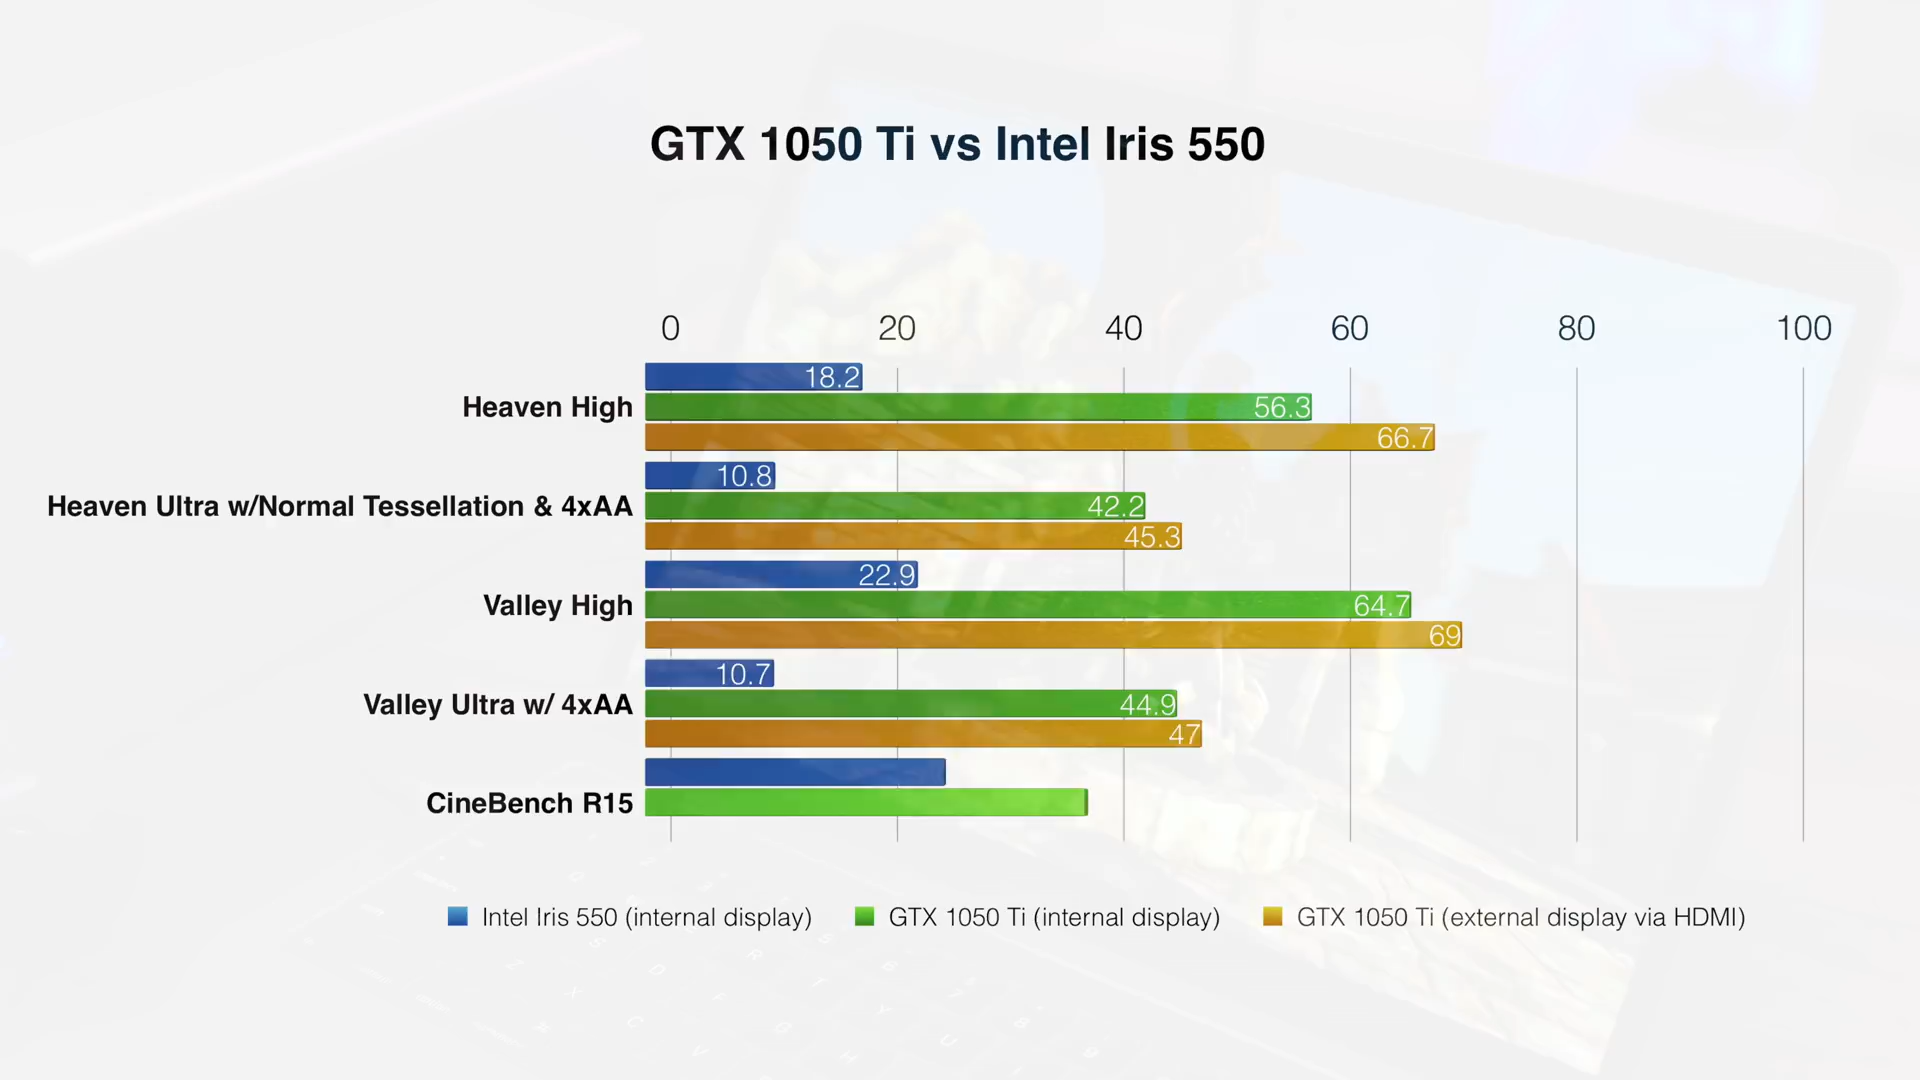 GTX 1050 Ti vs Intel Iris 550
0 20 40 60 80 100
Heaven High
18.2
56.3
66.7
Heaven Ultra w/Normal Tessellation & 4xAA
10.8
42.2
45.3
Valley High
22.9
64.7
69
Valley Ultra w/ 4xAA
10.7
44.9
47
CineBench R15
Intel Iris 550 (internal display) GTX 1050 Ti (internal display) GTX 1050 Ti (external display via HDMI)